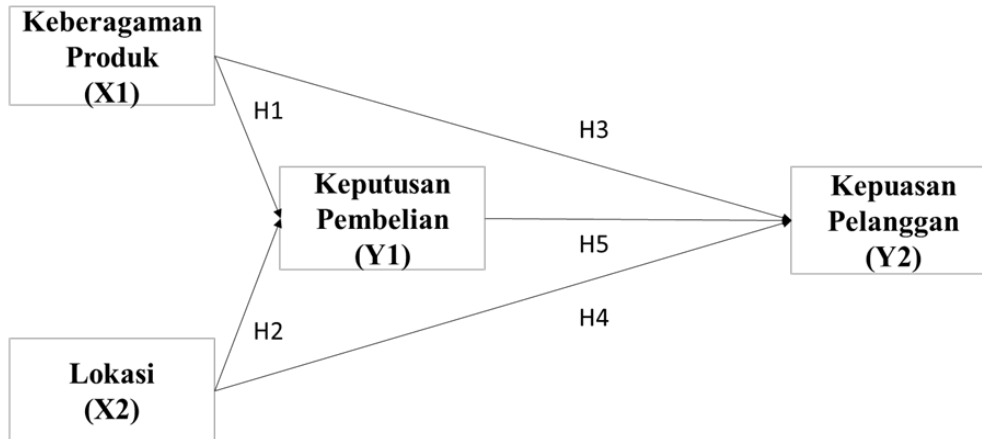 Keberagaman
Produk
(X1)
H1
H3
Keputusan
Pembelian
(Y1)
Kepuasan
Pelanggan
(Y2)
H5
H2
H4
Lokasi
(X2)